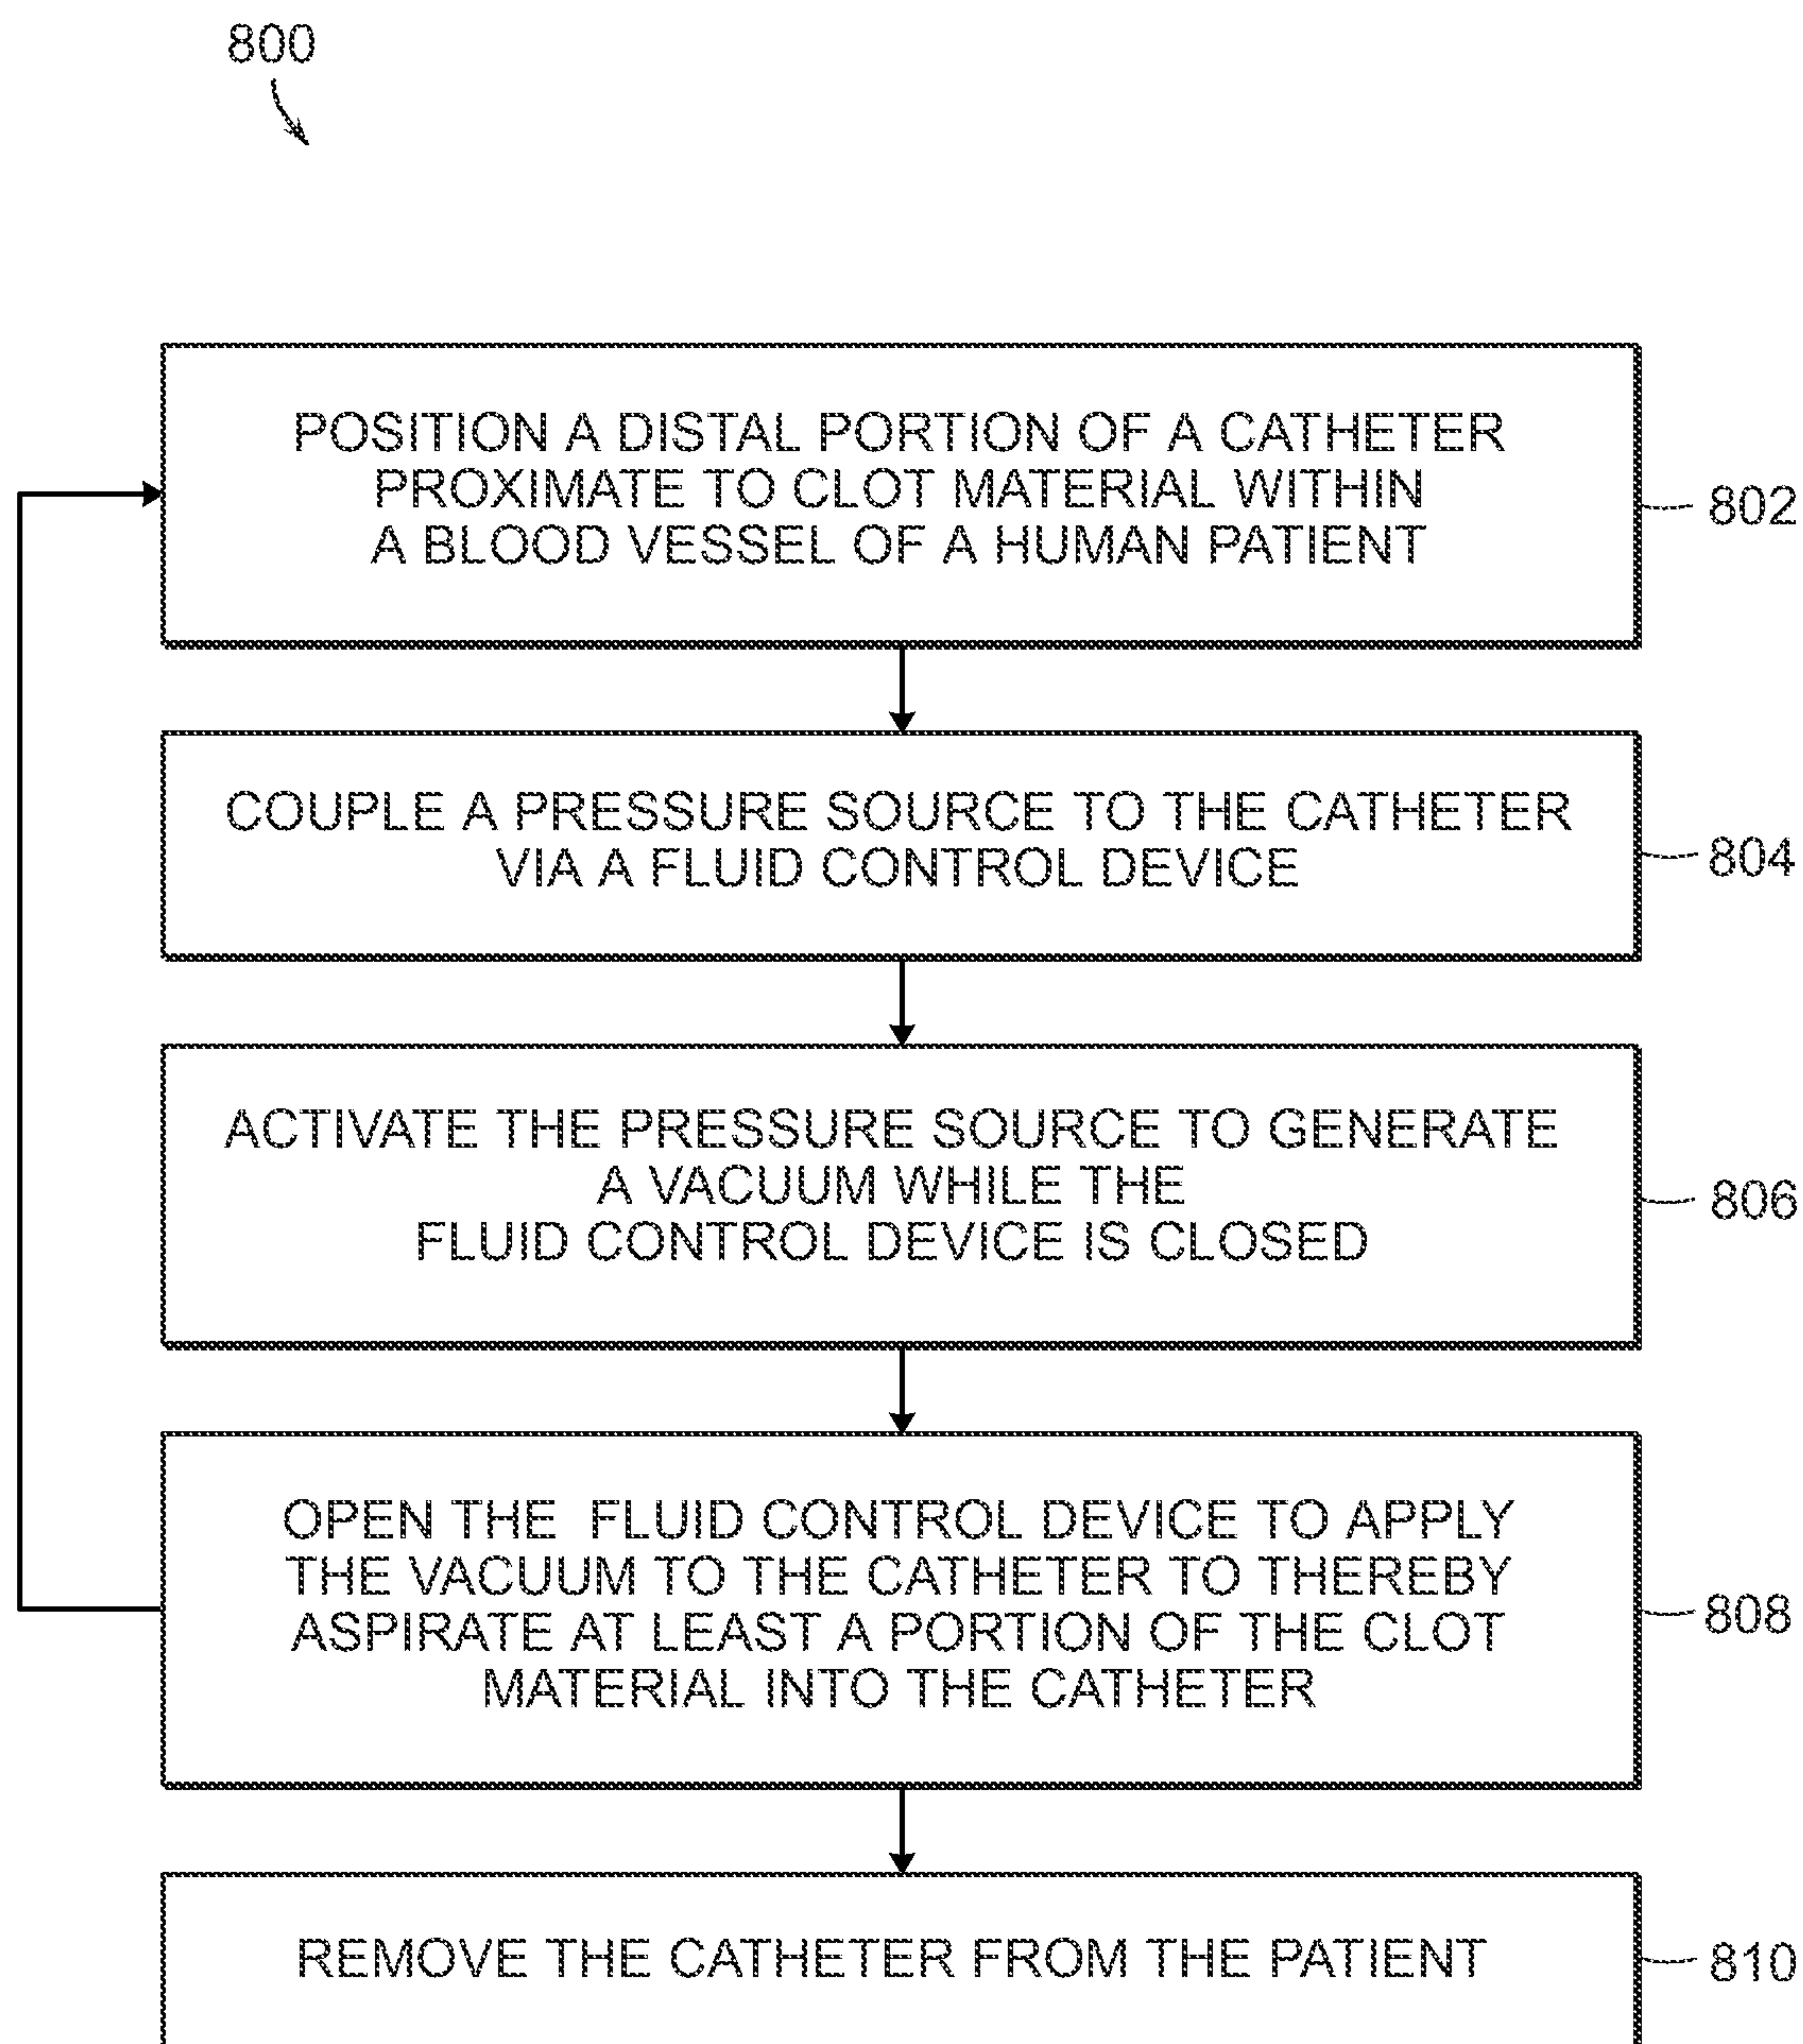 800
POSITION A DISTAL PORTION OF A CATHETER
PROXIMATE TO CLOT MATERIAL WITHIN
A BLOOD VESSEL OF A HUMAN PATIENT
802
COUPLE A PRESSURE SOURCE TO THE CATHETER
VIA A FLUID CONTROL DEVICE
804
ACTIVATE THE PRESSURE SOURCE TO GENERATE
A VACUUM WHILE THE
FLUID CONTROL DEVICE IS CLOSED
806
OPEN THE FLUID CONTROL DEVICE TO APPLY
THE VACUUM TO THE CATHETER TO THEREBY
ASPIRATE AT LEAST A PORTION OF THE CLOT
MATERIAL INTO THE CATHETER
808
REMOVE THE CATHETER FROM THE PATIENT
810